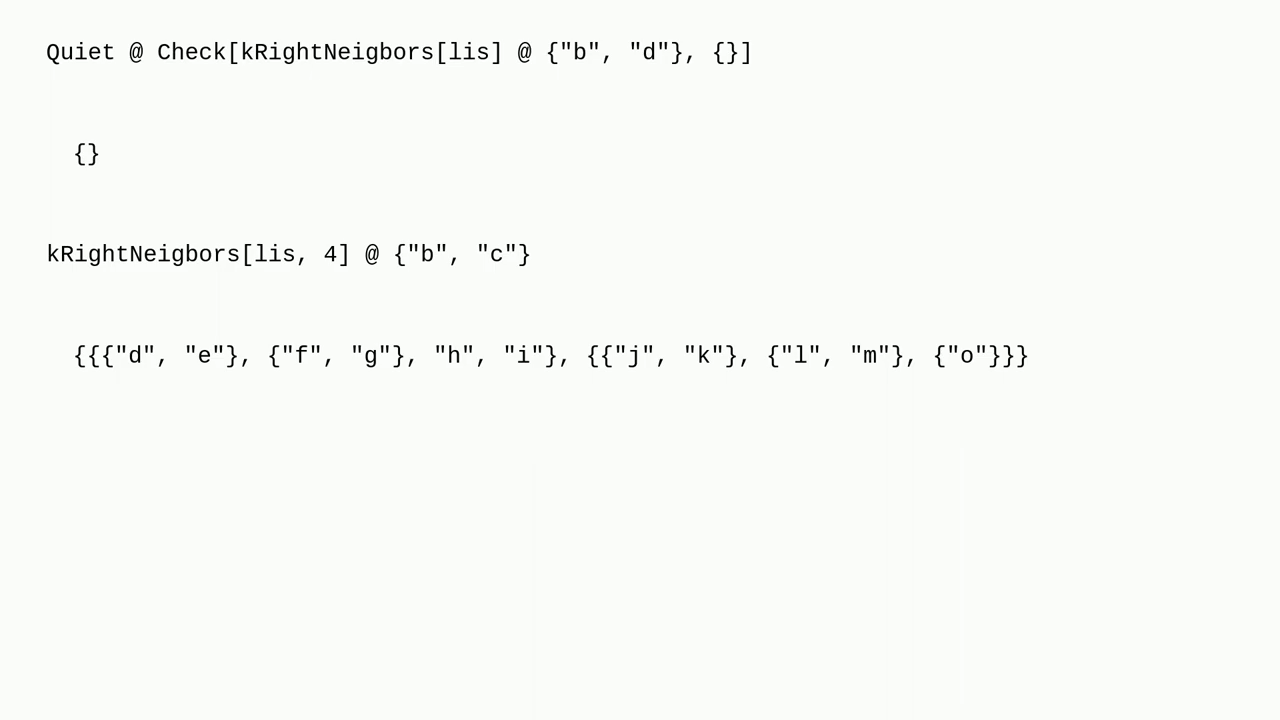 Quiet @ Check[kRightNeigbors[lis] @ {"b", "d"}, {}]
{}
kRightNeigbors[lis, 4] @ {"b", "c"}
{{{"d", "e"}, {"f", "g"}, "h", "i"}, {{"j", "k"}, {"l", "m"}, {"o"}}}